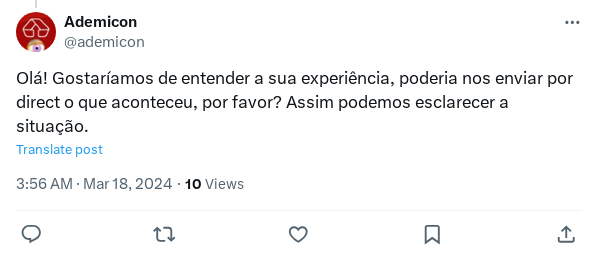 Ademicon
@ademicon
Olá! Gostaríamos de entender a sua experiência, poderia nos enviar por
direct o que aconteceu, por favor? Assim podemos esclarecer a
situação.
Translate post
3:56 AM · Mar 18, 2024 · 10 Views